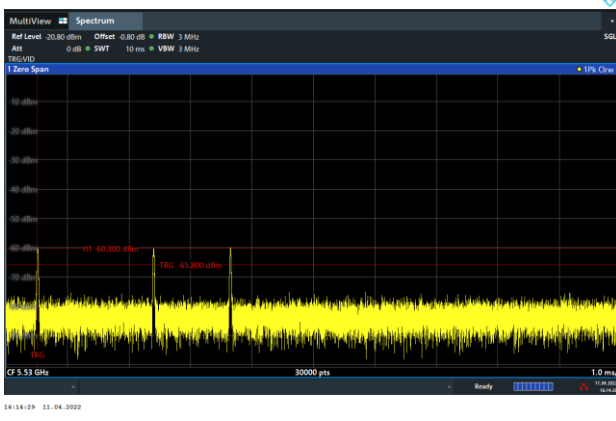 MultiView Spectrum
Ref Level -20.80 dBm Offset -0.80 dB RBW 3 MHz SGL
Att 0 dB SWT 10 ms VBW 3 MHz
TRG:VID
1 Zero Span 1Pk Clrw
-10 dBm
-20 dBm
-30 dBm
-40 dBm
-50 dBm
-60 dBm
H1 -60.300 dBm
TRG -65.800 dBm
-70 dBm
TRG
CF 5.53 GHz 30000 pts 1.0 ms/
Ready 11.04.2022
16:14:29 11.04.2022